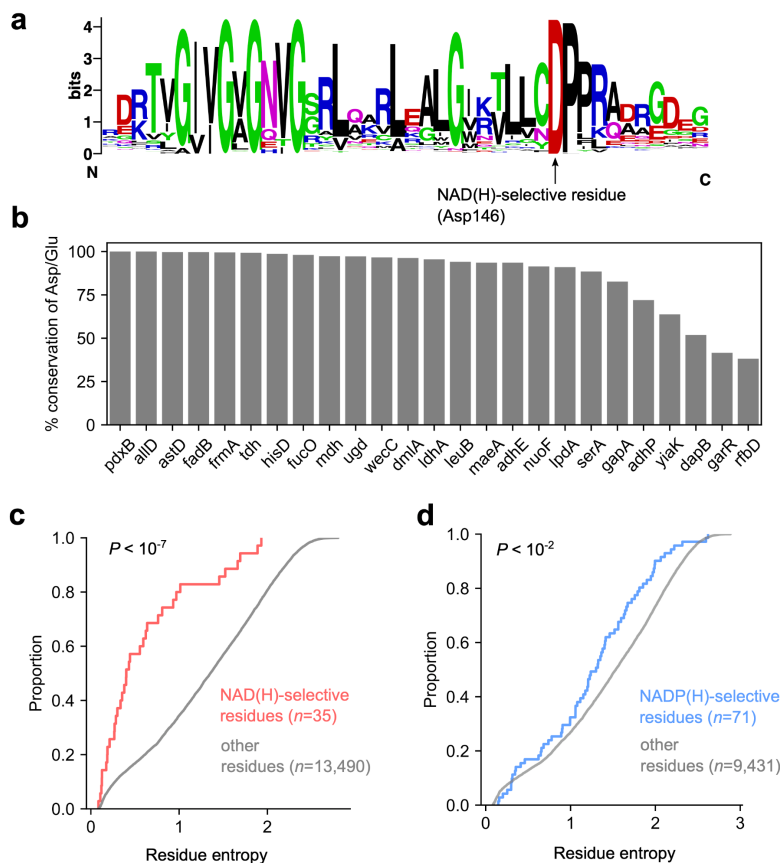 a
bits
4
3
2
1
0
N
C
NAD(H)-selective residue
(Asp146)
b
% conservation of Asp/Glu
100
75
50
25
0
pdxB allD astD fadB frmA tdh hisD fucO mdh ugd wecC dmlA ldhA leuB maeA adhE nuoF lpdA serA gapA adhP yiaK dapB garR rfbD
c
P < 10-7
Proportion
1.0
0.8
0.6
0.4
0.2
0.0
NAD(H)-selective
residues (n=35)
other
residues (n=13,490)
0 1 2
Residue entropy
d
P < 10-2
Proportion
1.0
0.8
0.6
0.4
0.2
0.0
NADP(H)-selective
residues (n=71)
other
residues (n=9,431)
0 1 2 3
Residue entropy